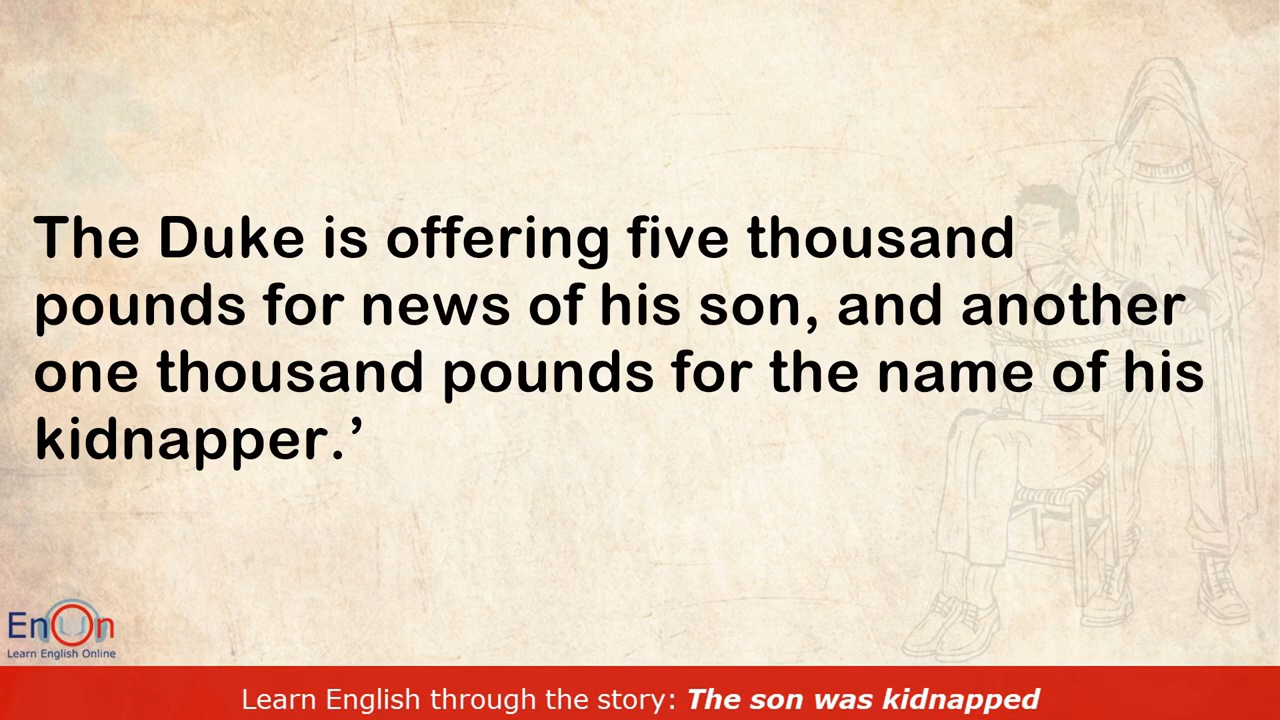 The Duke is offering five thousand
pounds for news of his son, and another
one thousand pounds for the name of his
kidnapper.’
EnOn
Learn English Online
Learn English through the story: The son was kidnapped